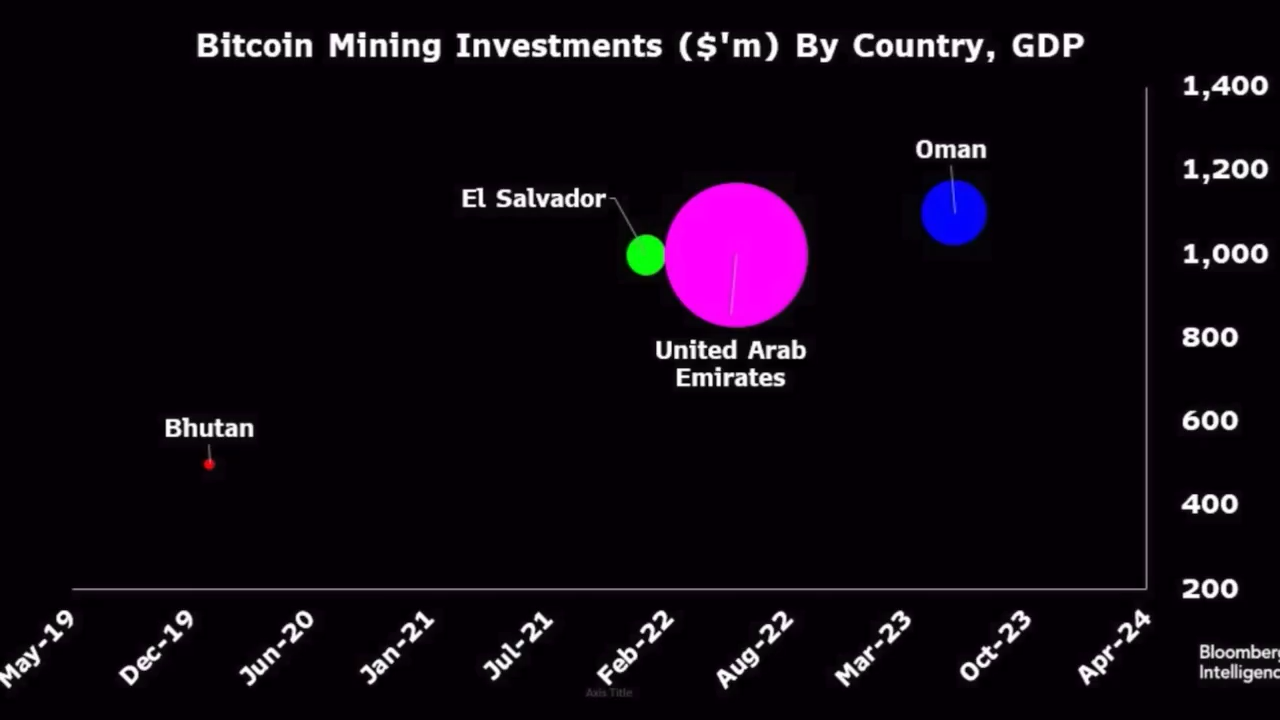 Bitcoin Mining Investments ($'m) By Country, GDP
1,400
Oman
1,200
El Salvador
1,000
800
United Arab
Emirates
Bhutan
600
400
200
May-19
Dec-19
Jun-20
Jan-21
Jul-21
Feb-22
Aug-22
Mar-23
Oct-23
Apr-24
Axis Title
Bloomberg
Intelligenc